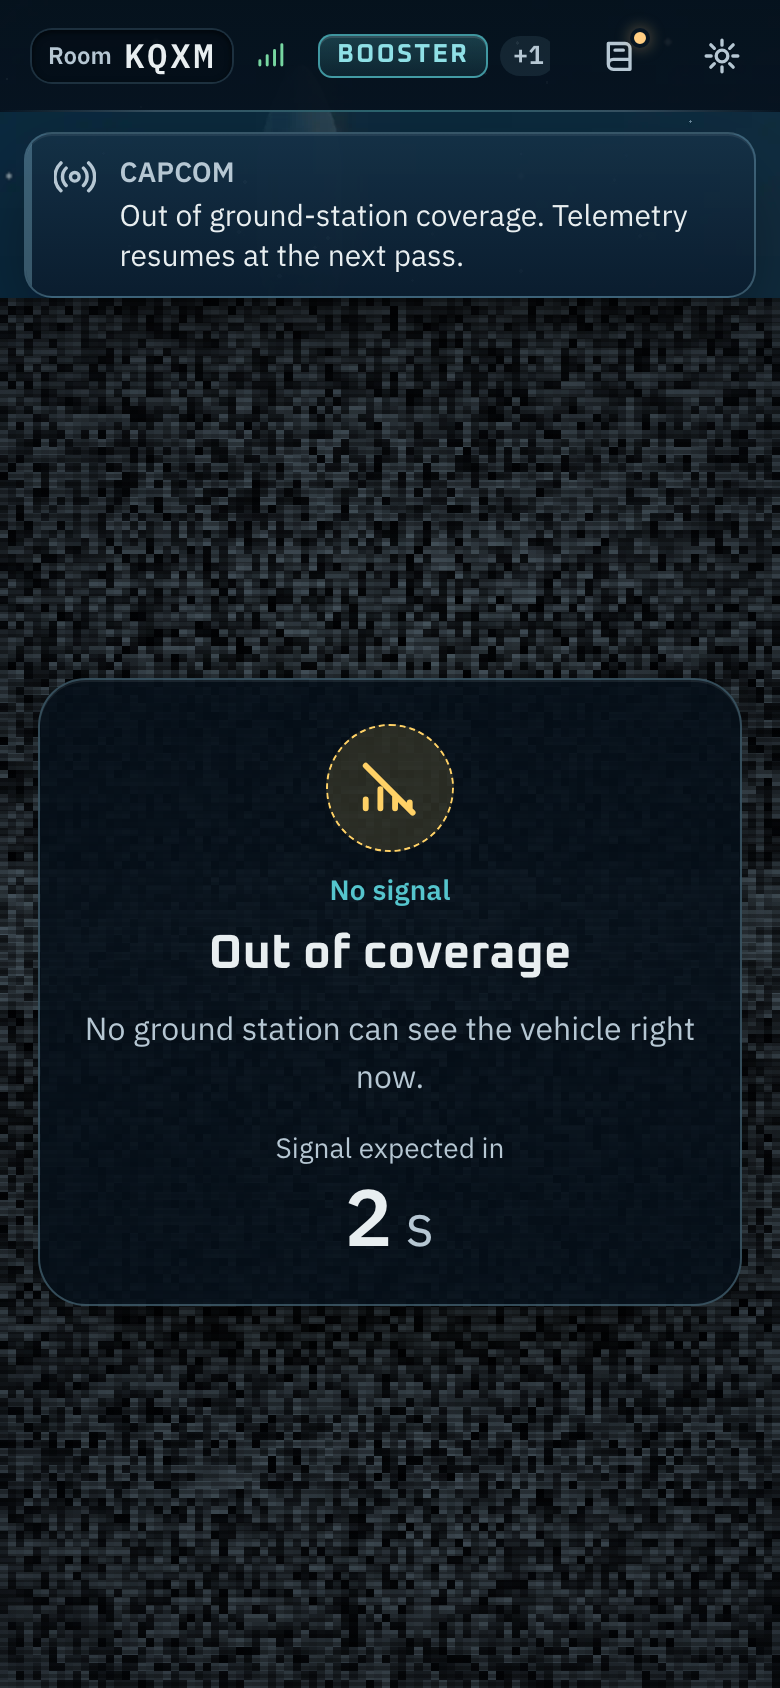 Room KQXM BOOSTER +1
CAPCOM
Out of ground-station coverage. Telemetry
resumes at the next pass.
No signal
Out of coverage
No ground station can see the vehicle right
now.
Signal expected in
2 s